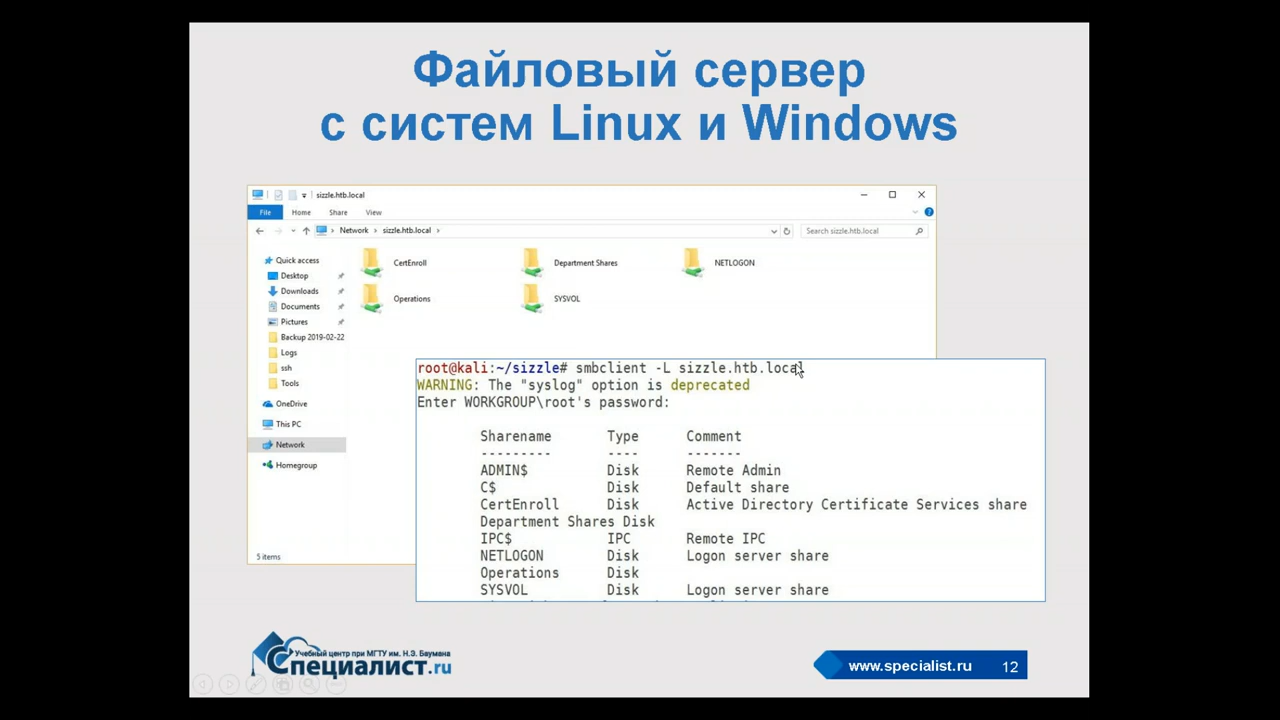 Файловый сервер
с систем Linux и Windows
sizzle.htb.local
File Home Share View
Network sizzle.htb.local
Search sizzle.htb.local
Quick access
Desktop
Downloads
Documents
Pictures
Backup 2019-02-22
Logs
ssh
Tools
OneDrive
This PC
Network
Homegroup
CertEnroll
Department Shares
NETLOGON
Operations
SYSVOL
5 items
root@kali:~/sizzle# smbclient -L sizzle.htb.local
WARNING: The "syslog" option is deprecated
Enter WORKGROUP\root's password:
Sharename Type Comment
--------- ---- -------
ADMIN$ Disk Remote Admin
C$ Disk Default share
CertEnroll Disk Active Directory Certificate Services share
Department Shares Disk
IPC$ IPC Remote IPC
NETLOGON Disk Logon server share
Operations Disk
SYSVOL Disk Logon server share
Учебный центр при МГТУ им. Н.Э. Баумана
Специалист.ru
www.specialist.ru 12